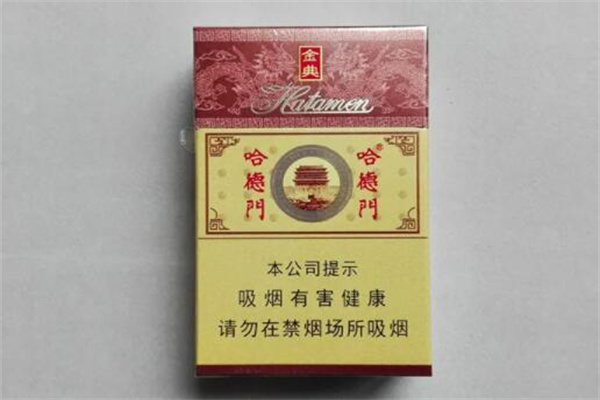 金典
Hatamen
哈德門
哈德門®
本公司提示
吸烟有害健康
请勿在禁烟场所吸烟